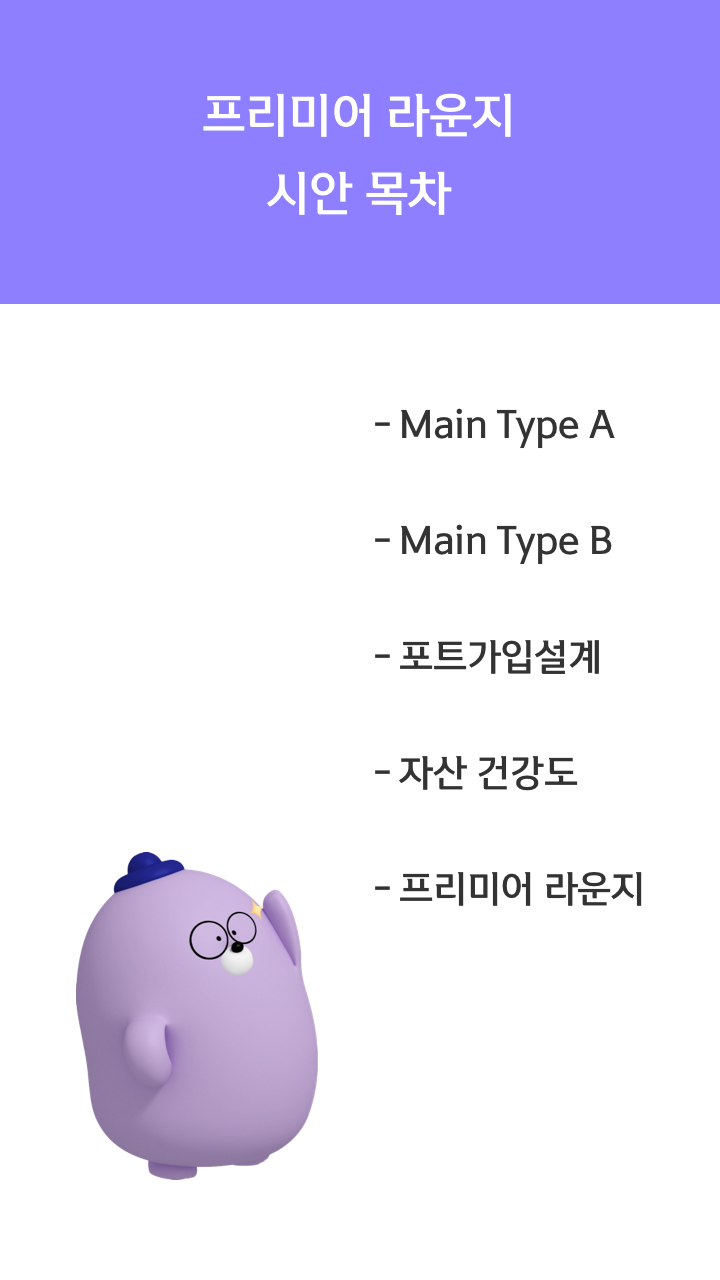 프리미어 라운지
시안 목차
- Main Type A
- Main Type B
- 포트가입설계
- 자산 건강도
- 프리미어 라운지